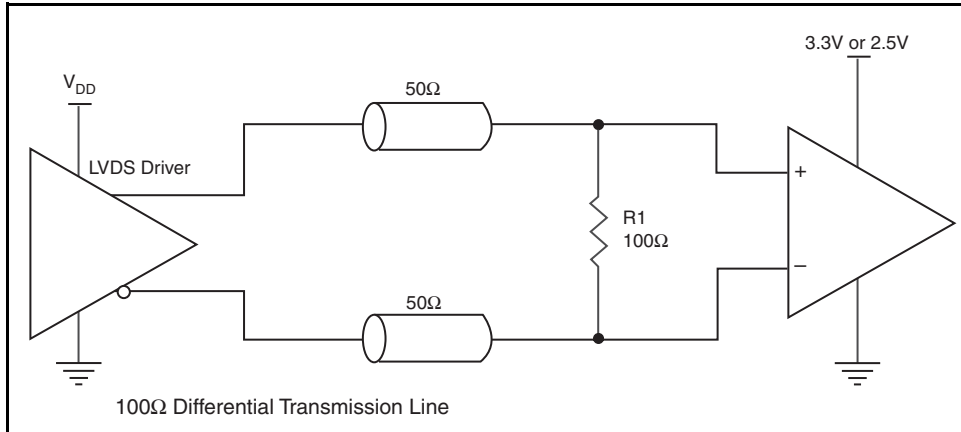 3.3V or 2.5V
V_DD
50Ω
LVDS Driver
+
R1
100Ω
–
50Ω
100Ω Differential Transmission Line